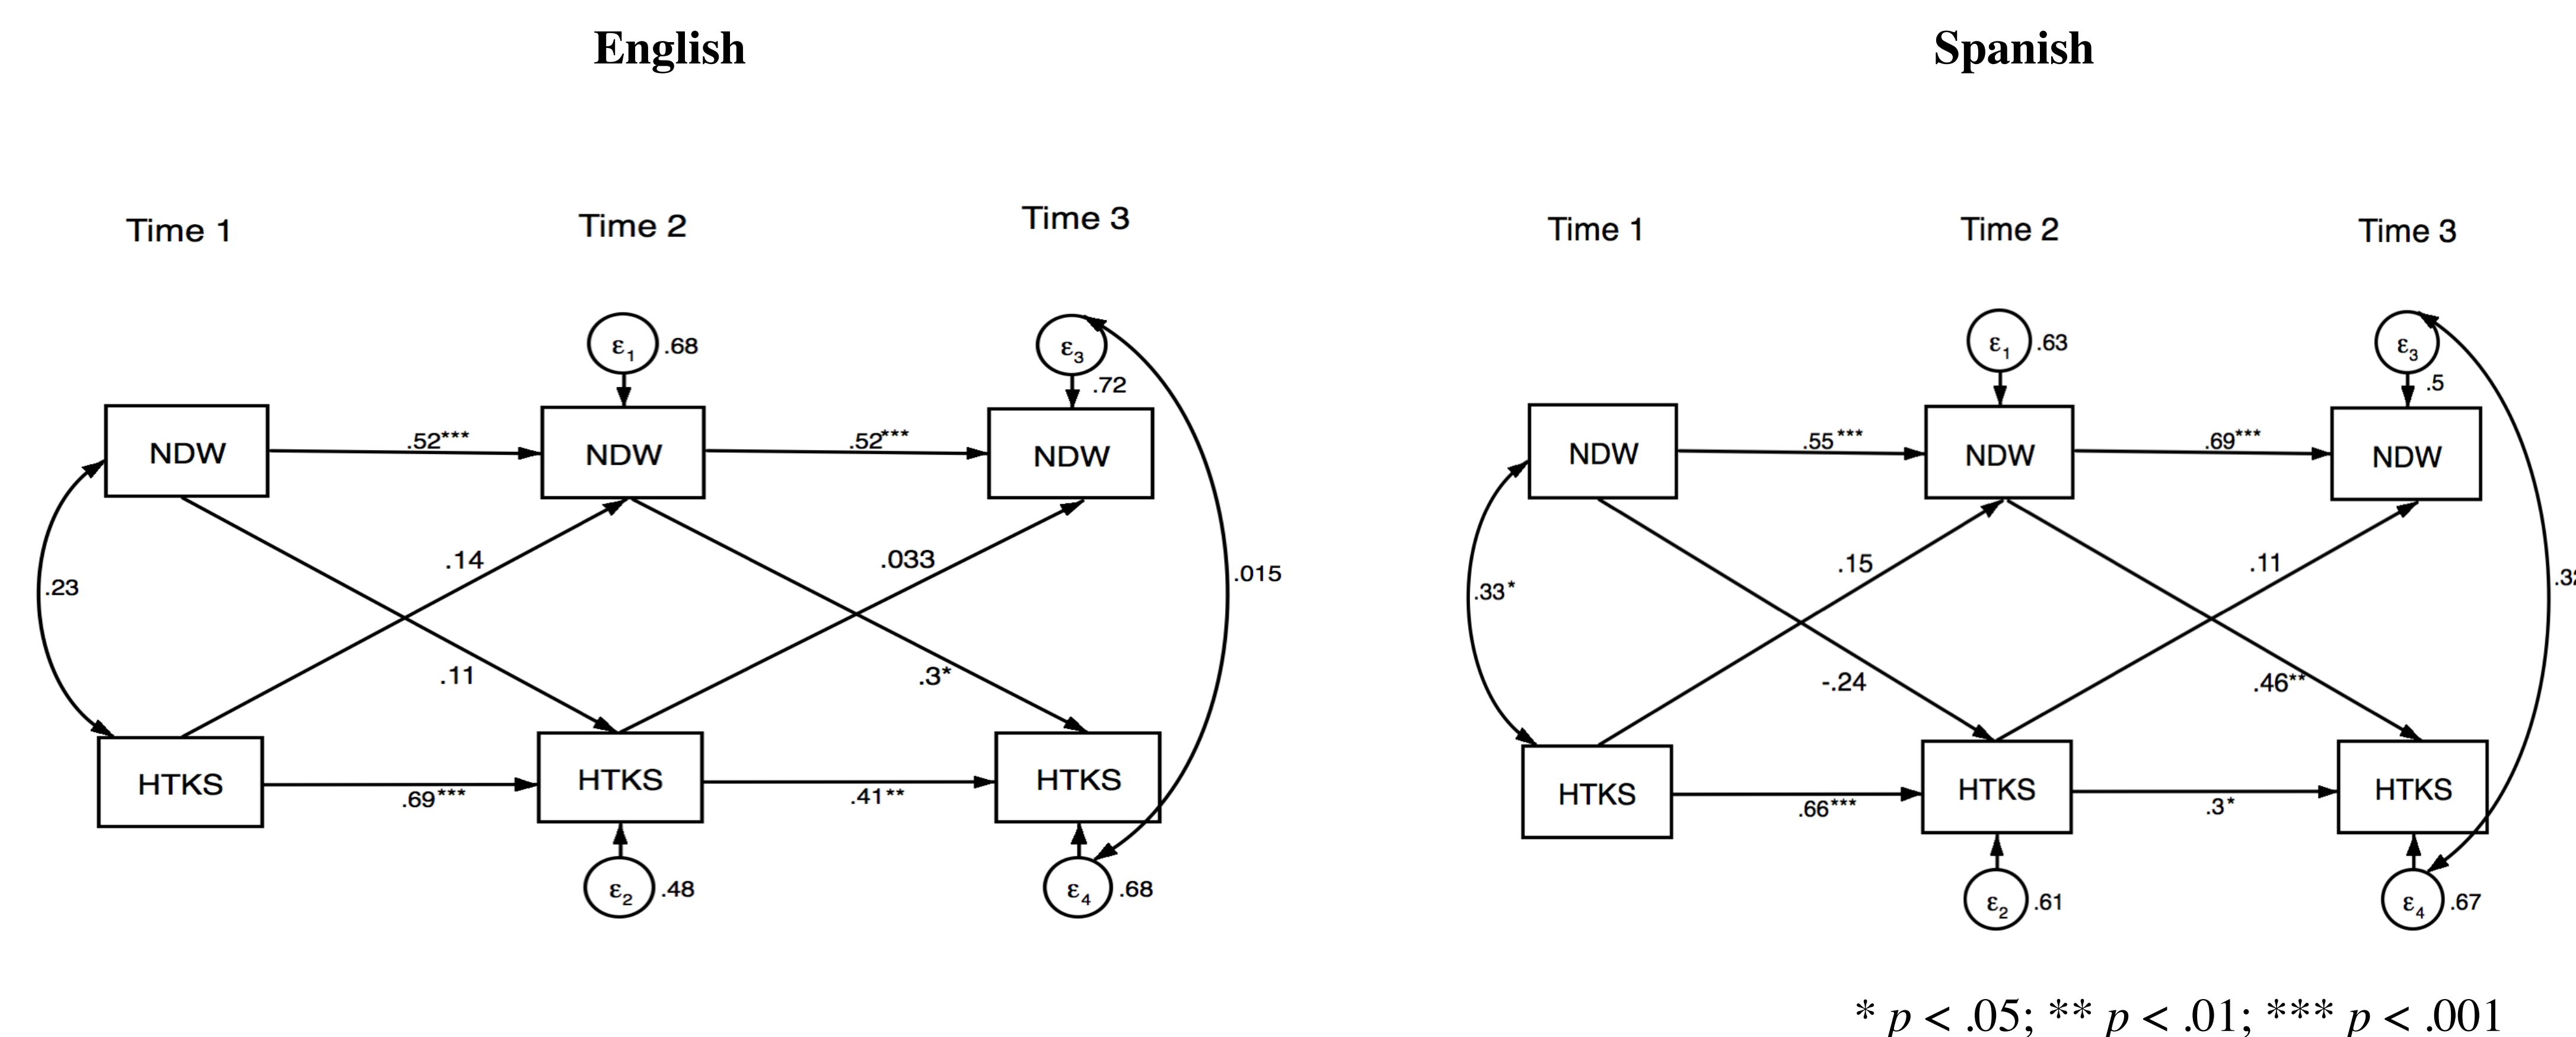 English
Time 1
Time 2
Time 3
ε1 .68
ε3
.72
NDW
.52***
NDW
.52***
NDW
.14
.033
.23
.015
.11
.3*
HTKS
.69***
HTKS
.41**
HTKS
ε2 .48
ε4 .68
Spanish
Time 1
Time 2
Time 3
ε1 .63
ε3
.5
NDW
.55***
NDW
.69***
NDW
.15
.11
.33*
-.24
.46**
HTKS
.66***
HTKS
.3*
HTKS
ε2 .61
ε4 .67
* p < .05; ** p < .01; *** p < .001